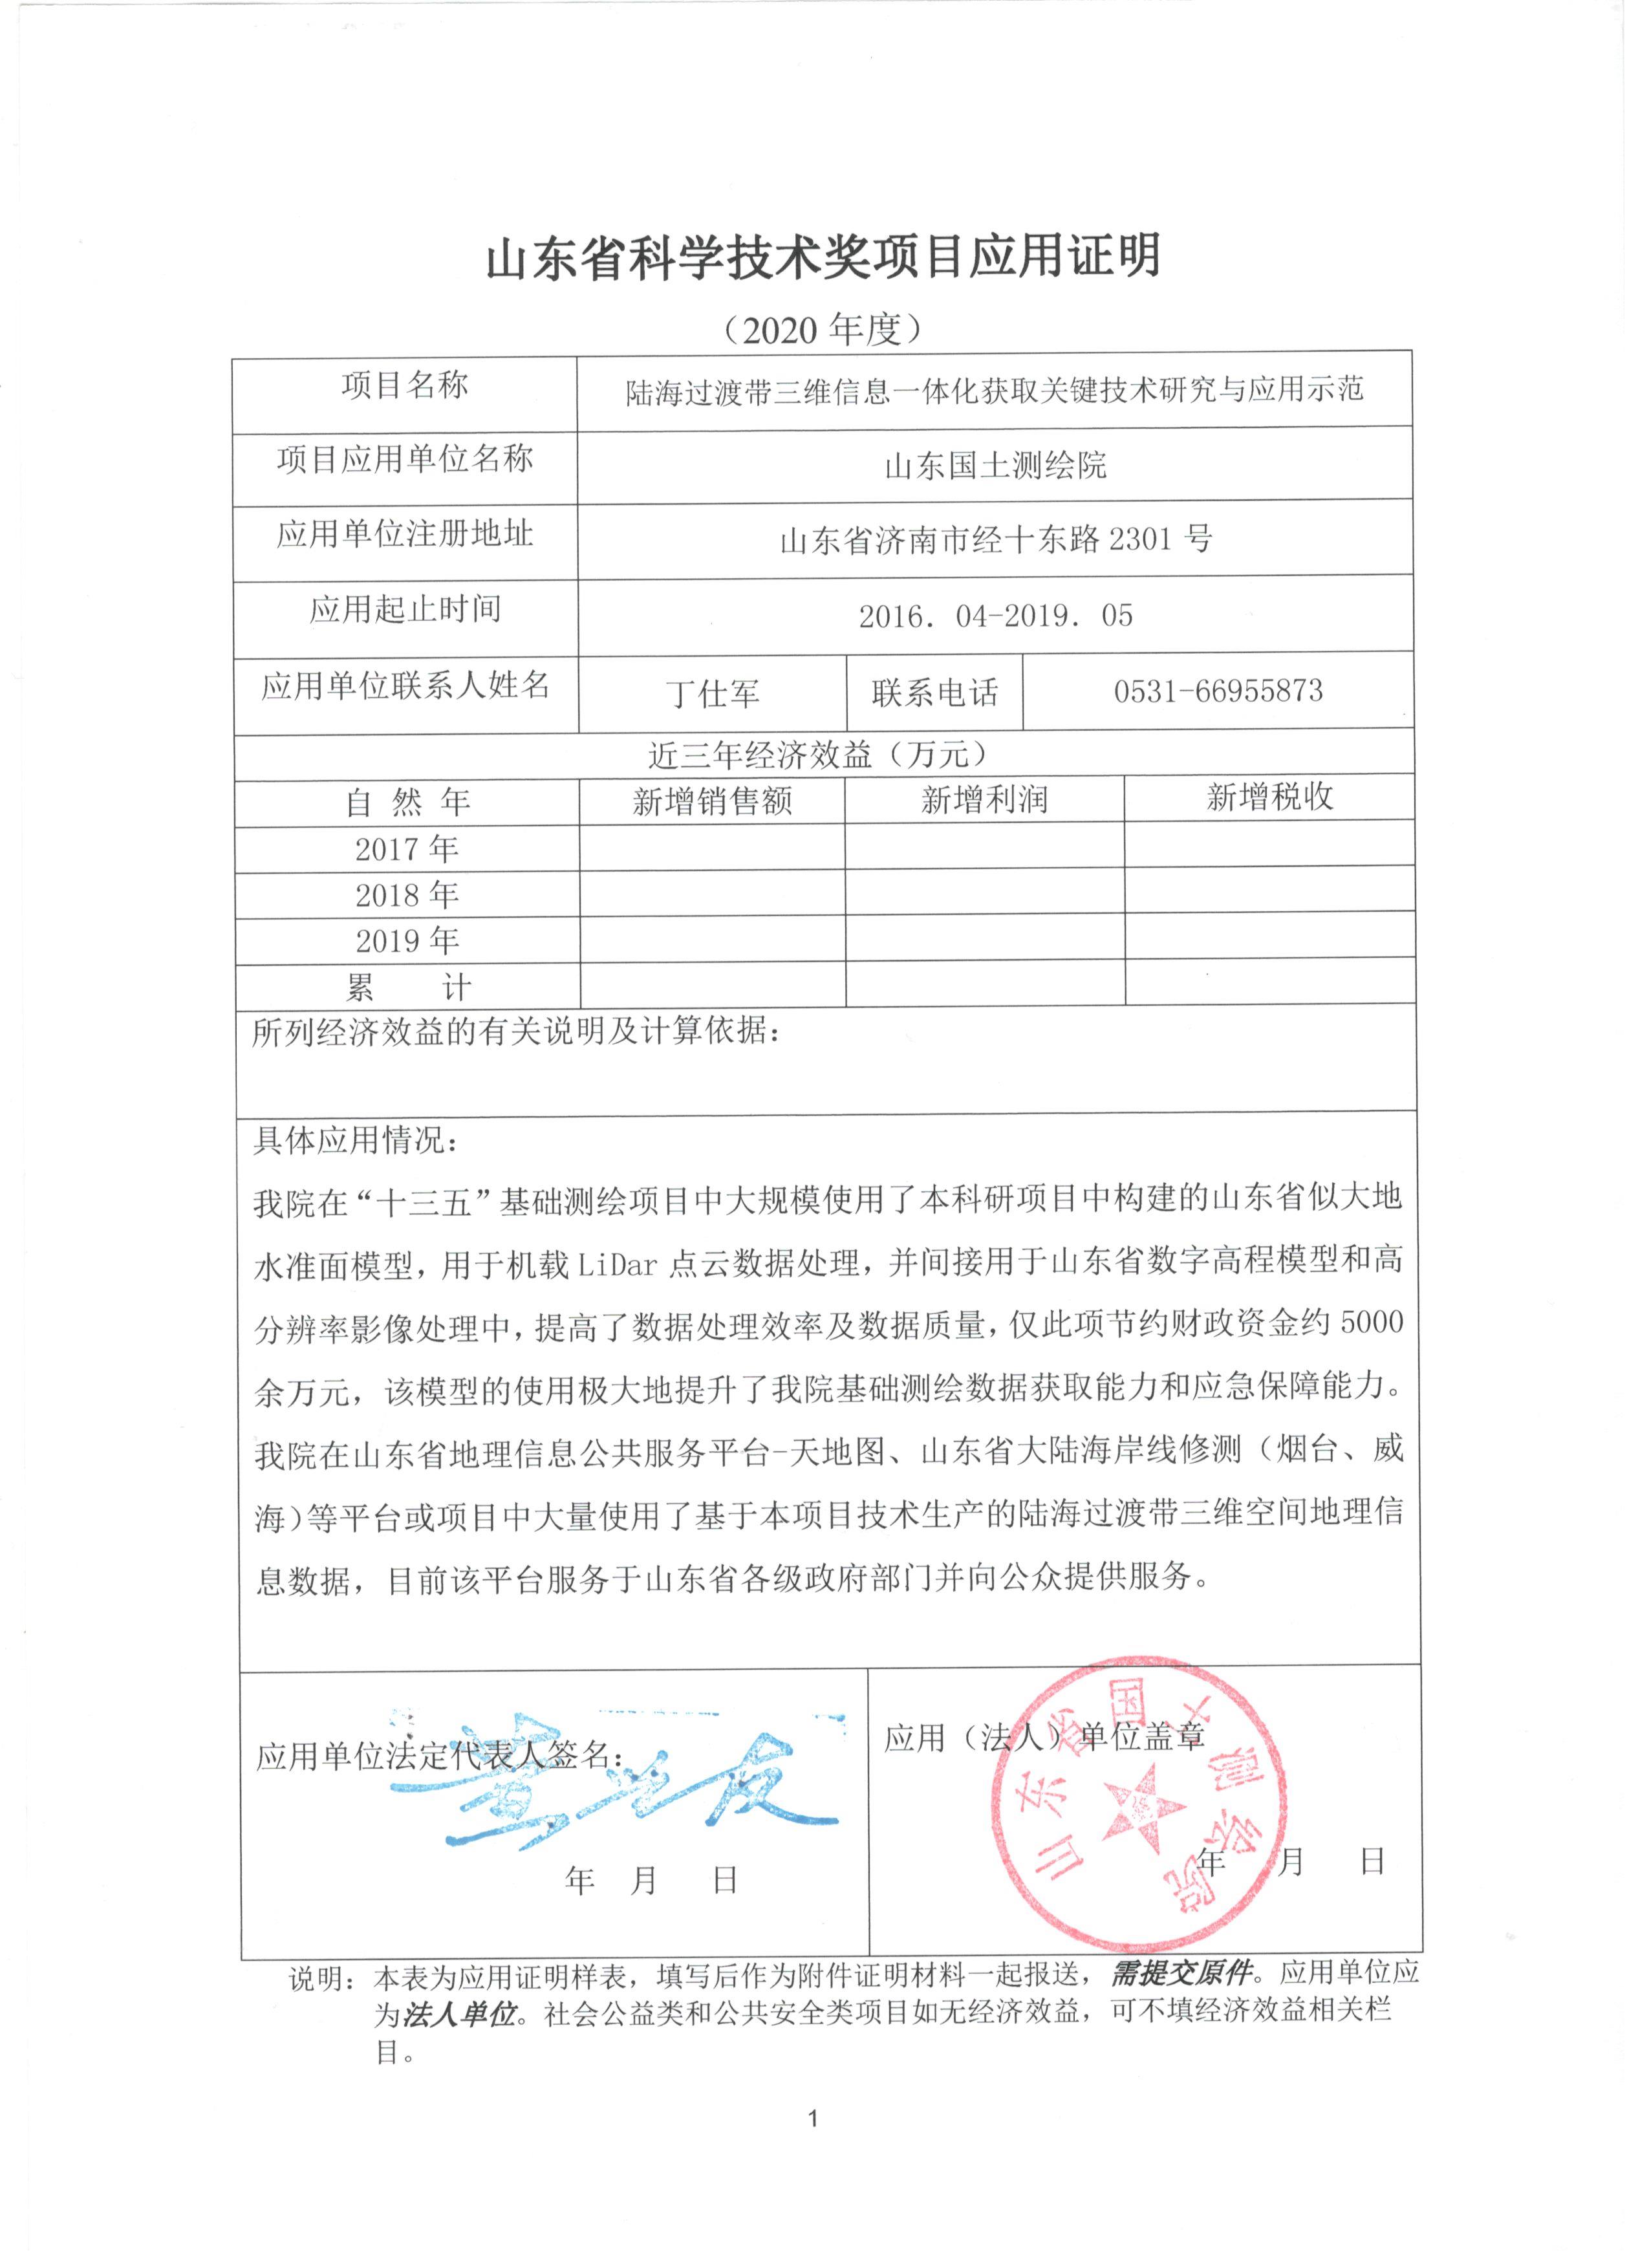 山东省科学技术奖项目应用证明
（2020 年度）
项目名称 陆海过渡带三维信息一体化获取关键技术研究与应用示范
项目应用单位名称 山东国土测绘院
应用单位注册地址 山东省济南市经十东路 2301 号
应用起止时间 2016．04-2019．05
应用单位联系人姓名 丁仕军 联系电话 0531-66955873
近三年经济效益（万元）
自 然 年 新增销售额 新增利润 新增税收
2017 年
2018 年
2019 年
累 计
所列经济效益的有关说明及计算依据：
具体应用情况：
我院在“十三五”基础测绘项目中大规模使用了本科研项目中构建的山东省似大地
水准面模型，用于机载 LiDar 点云数据处理，并间接用于山东省数字高程模型和高
分辨率影像处理中，提高了数据处理效率及数据质量，仅此项节约财政资金约 5000
余万元，该模型的使用极大地提升了我院基础测绘数据获取能力和应急保障能力。
我院在山东省地理信息公共服务平台-天地图、山东省大陆海岸线修测（烟台、威
海）等平台或项目中大量使用了基于本项目技术生产的陆海过渡带三维空间地理信
息数据，目前该平台服务于山东省各级政府部门并向公众提供服务。
应用单位法定代表人签名：
年 月 日
应用（法人）单位盖章
山东省国土测绘院
年 月 日
说明：本表为应用证明样表，填写后作为附件证明材料一起报送，需提交原件。应用单位应
为法人单位。社会公益类和公共安全类项目如无经济效益，可不填经济效益相关栏
目。
1